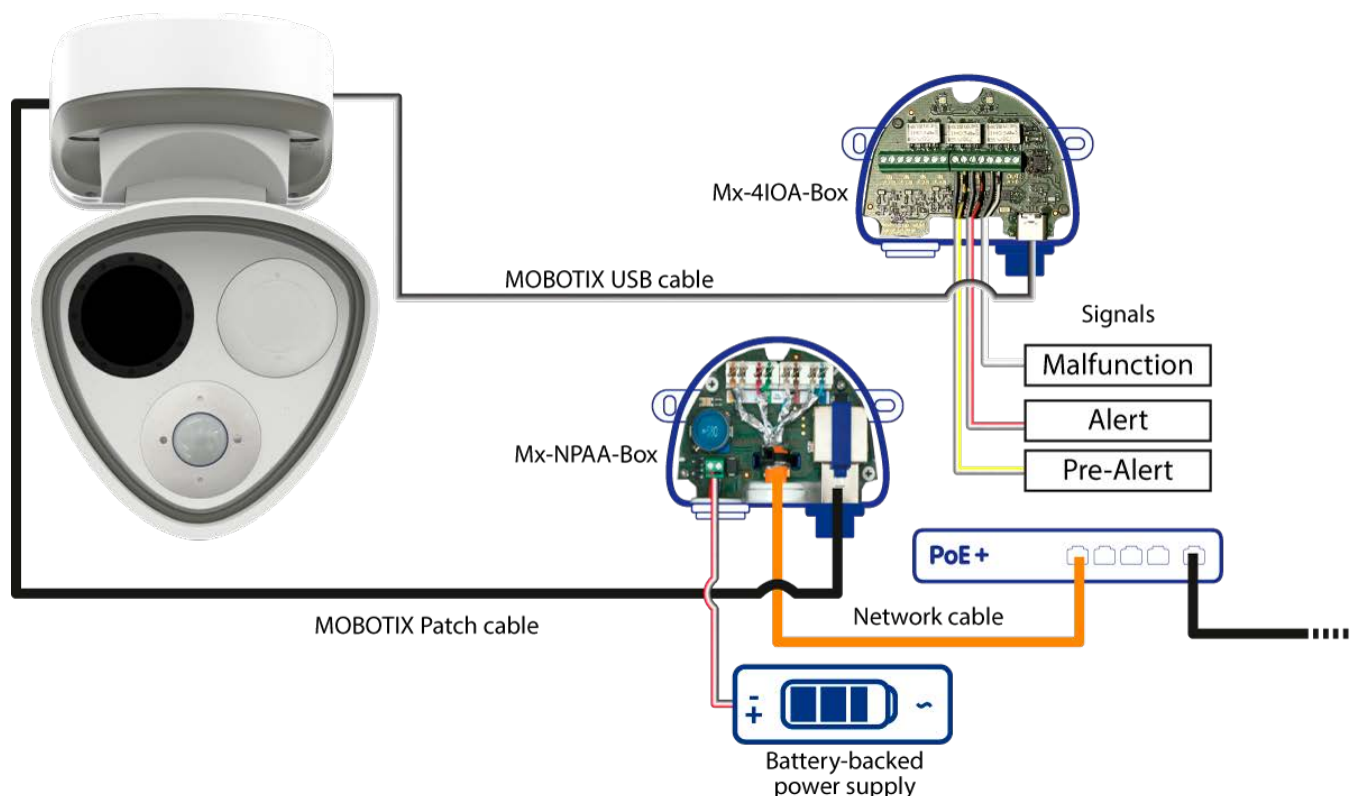 Mx-4IOA-Box
MOBOTIX USB cable
Signals
Malfunction
Alert
Pre-Alert
Mx-NPAA-Box
PoE+
MOBOTIX Patch cable
Network cable
- 
+
~
Battery-backed
power supply